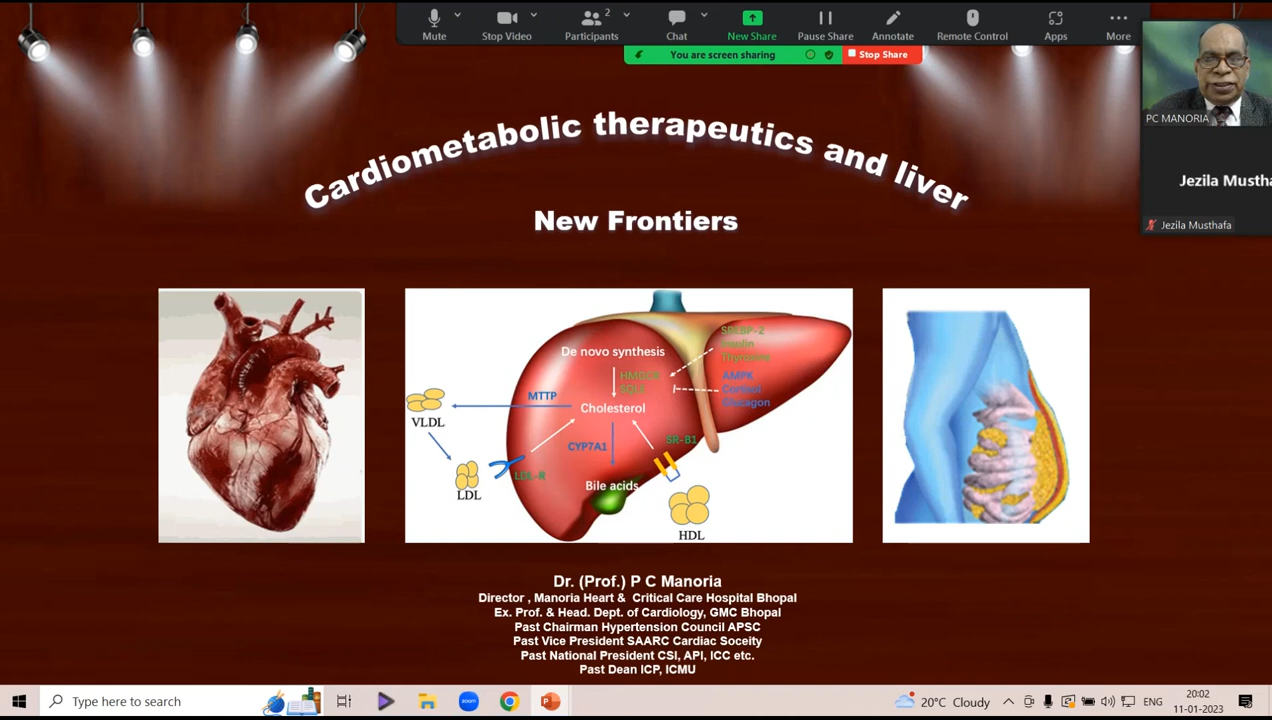 Mute
Stop Video
2
Participants
Chat
New Share
Pause Share
Annotate
Remote Control
Apps
More
You are screen sharing
Stop Share
PC MANORIA
Jezila Mustha
Jezila Musthafa
Cardiometabolic therapeutics and liver
New Frontiers
De novo synthesis
SREBP-2
Insulin
Thyroxine
HMGCR
SQLE
AMPK
Cortisol
Glucagon
MTTP
Cholesterol
VLDL
CYP7A1
SR-B1
LDL-R
LDL
Bile acids
HDL
Dr. (Prof.) P C Manoria
Director , Manoria Heart & Critical Care Hospital Bhopal
Ex. Prof. & Head. Dept. of Cardiology, GMC Bhopal
Past Chairman Hypertension Council APSC
Past Vice President SAARC Cardiac Soceity
Past National President CSI, API, ICC etc.
Past Dean ICP, ICMU
Type here to search
zoom
20°C Cloudy
ENG
20:02
11-01-2023